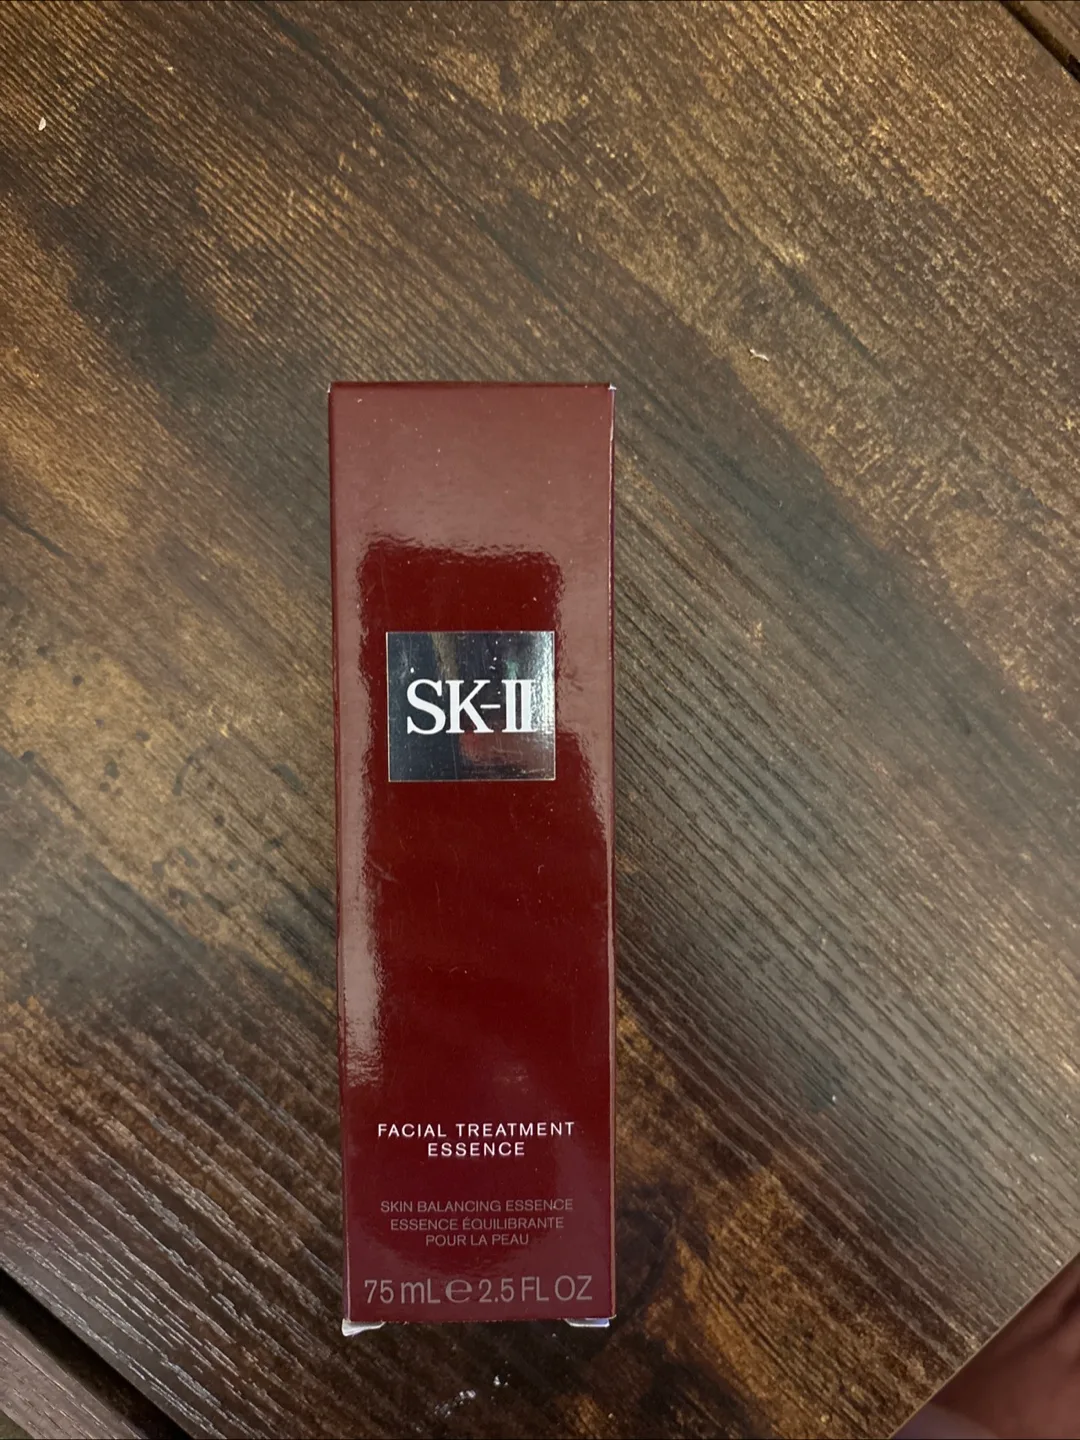 SK-II
FACIAL TREATMENT
ESSENCE
SKIN BALANCING ESSENCE
ESSENCE ÉQUILIBRANTE
POUR LA PEAU
75 mL ℮ 2.5 FL OZ